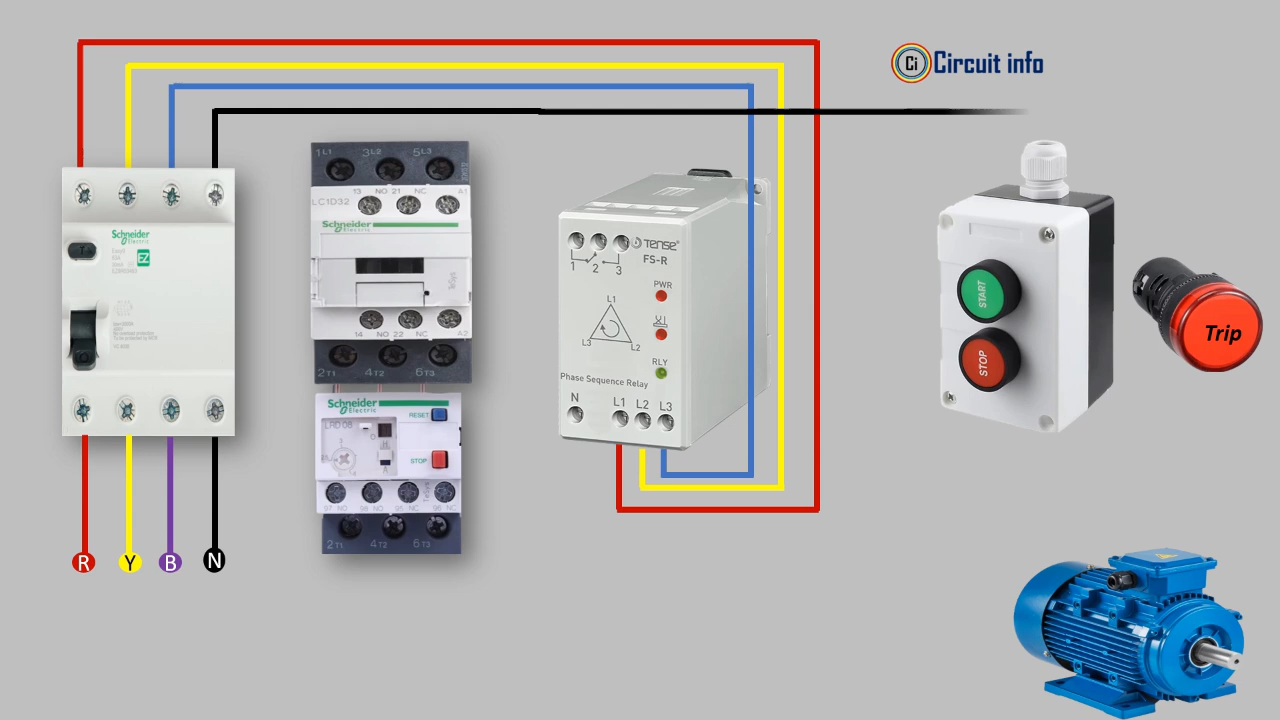 Ci Circuit info
1L1 3L2 5L3
13 NO 21 NC A1
LC1D32
Schneider
Electric
TeSys
14 NO 22 NC A2
2T1 4T2 6T3
Schneider
Electric
RESET
LRD 08
STOP
97 NO 98 NO 95 NC 96 NC
2T1 4T2 6T3
Schneider
Electric
EZ
T
R Y B N
TENSE
FS-R
1 2 3
PWR
L1
L3 L2
RLY
Phase Sequence Relay
N L1 L2 L3
START
STOP
Trip